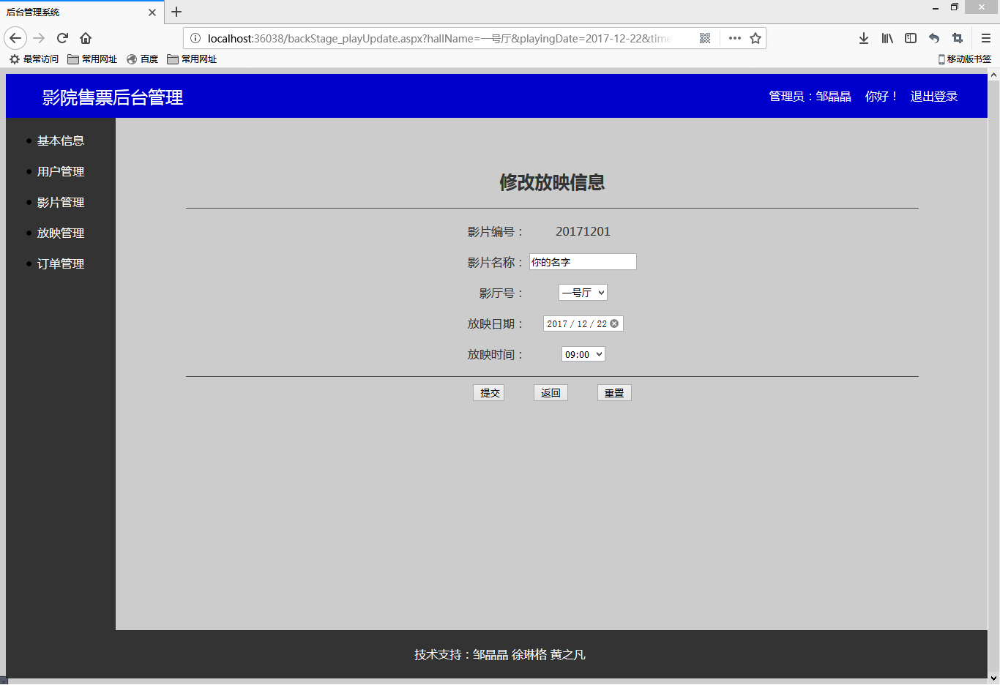 后台管理系统
localhost:36038/backStage_playUpdate.aspx?hallName=一号厅&playingDate=2017-12-22&time
最常访问 常用网址 百度 常用网址 移动版书签
影院售票后台管理 管理员：邹晶晶 你好！ 退出登录
基本信息
用户管理
影片管理
放映管理
订单管理
修改放映信息
影片编号： 20171201
影片名称： 你的名字
影厅号： 一号厅
放映日期： 2017 / 12 / 22
放映时间： 09:00
提交 返回 重置
技术支持：邹晶晶 徐琳格 黄之凡